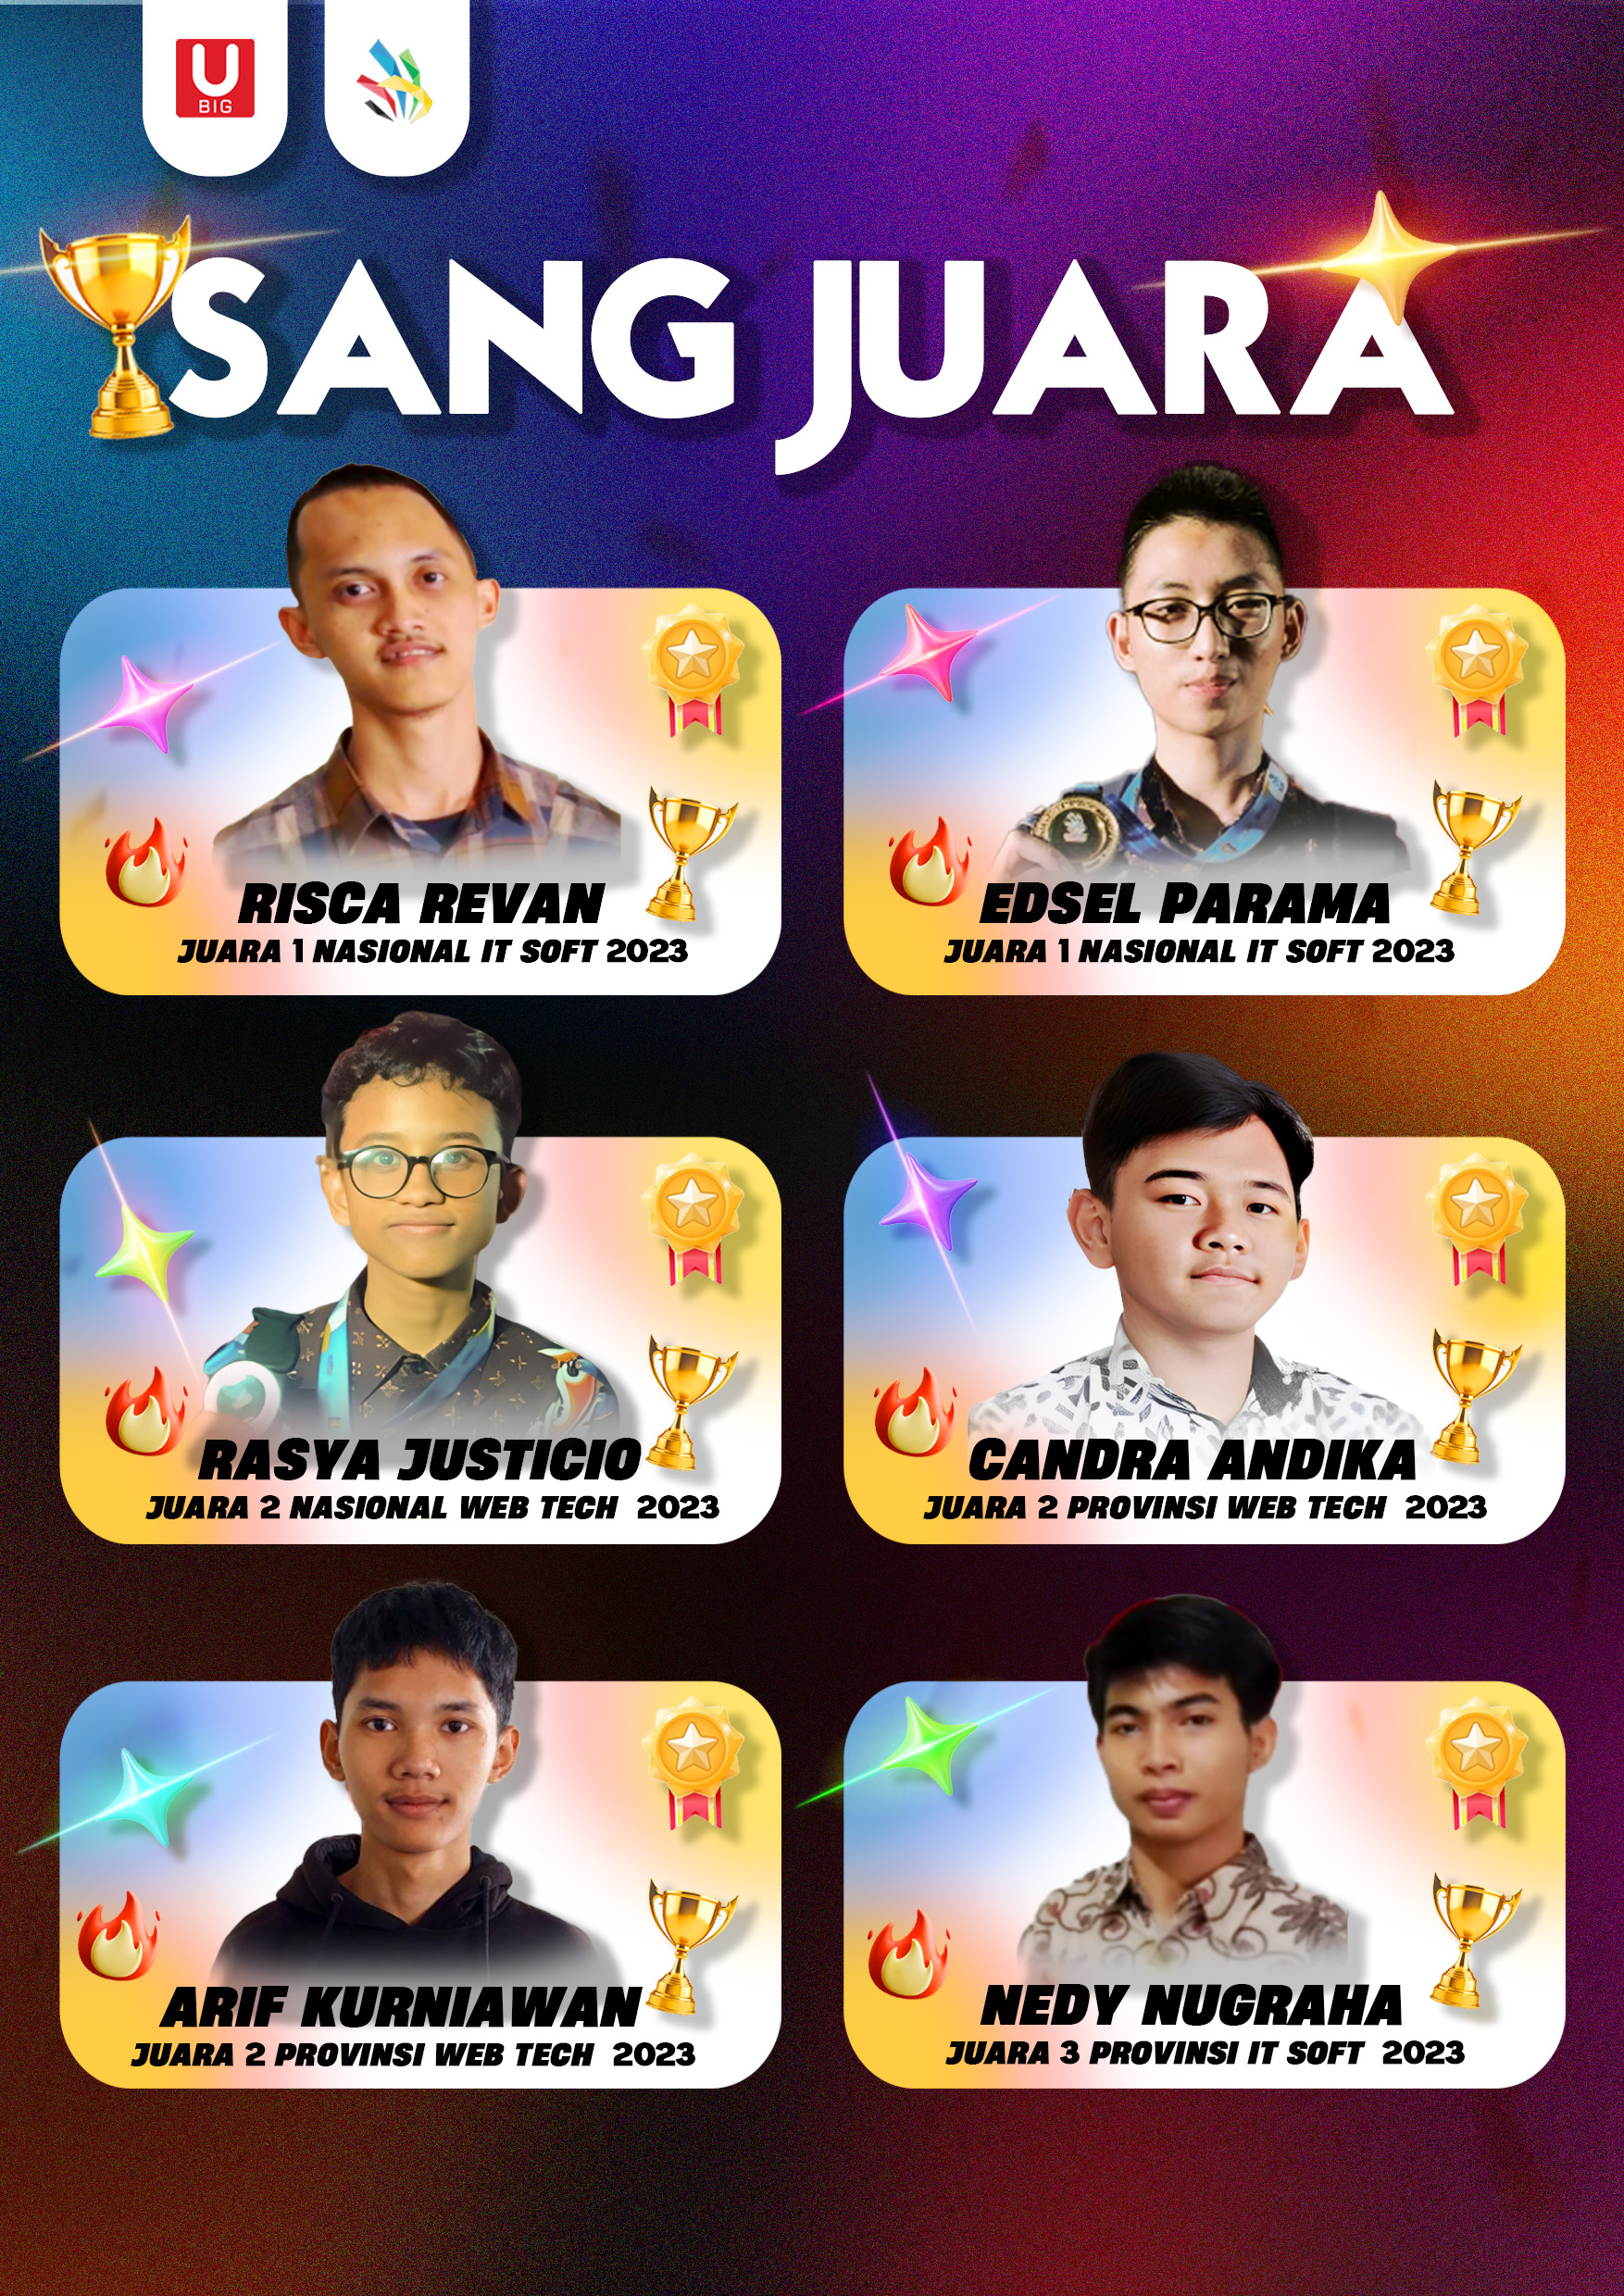 U
BIG
SANG JUARA
RISCA REVAN
JUARA 1 NASIONAL IT SOFT 2023
EDSEL PARAMA
JUARA 1 NASIONAL IT SOFT 2023
RASYA JUSTICIO
JUARA 2 NASIONAL WEB TECH 2023
CANDRA ANDIKA
JUARA 2 PROVINSI WEB TECH 2023
ARIF KURNIAWAN
JUARA 2 PROVINSI WEB TECH 2023
NEDY NUGRAHA
JUARA 3 PROVINSI IT SOFT 2023